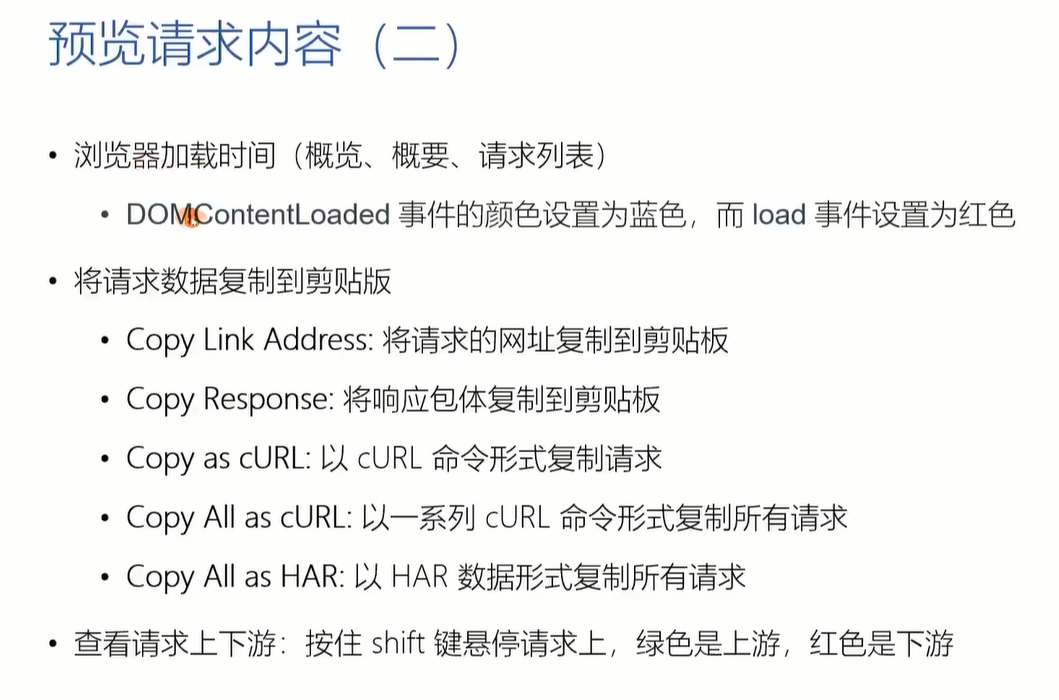 预览请求内容（二）
• 浏览器加载时间（概览、概要、请求列表）
• DOMContentLoaded 事件的颜色设置为蓝色，而 load 事件设置为红色
• 将请求数据复制到剪贴版
• Copy Link Address: 将请求的网址复制到剪贴板
• Copy Response: 将响应包体复制到剪贴板
• Copy as cURL: 以 cURL 命令形式复制请求
• Copy All as cURL: 以一系列 cURL 命令形式复制所有请求
• Copy All as HAR: 以 HAR 数据形式复制所有请求
• 查看请求上下游：按住 shift 键悬停请求上，绿色是上游，红色是下游